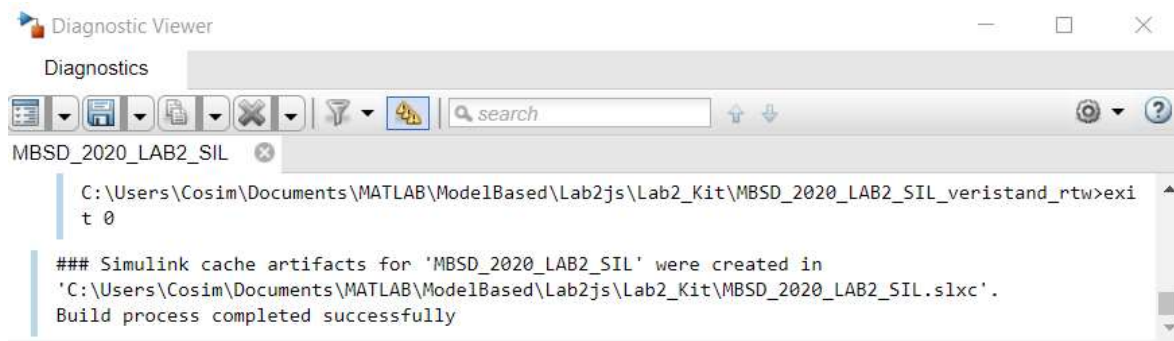 Diagnostic Viewer
Diagnostics
search
MBSD_2020_LAB2_SIL
C:\Users\Cosim\Documents\MATLAB\ModelBased\Lab2js\Lab2_Kit\MBSD_2020_LAB2_SIL_veristand_rtw>exi
t 0
### Simulink cache artifacts for 'MBSD_2020_LAB2_SIL' were created in
'C:\Users\Cosim\Documents\MATLAB\ModelBased\Lab2js\Lab2_Kit\MBSD_2020_LAB2_SIL.slxc'.
Build process completed successfully